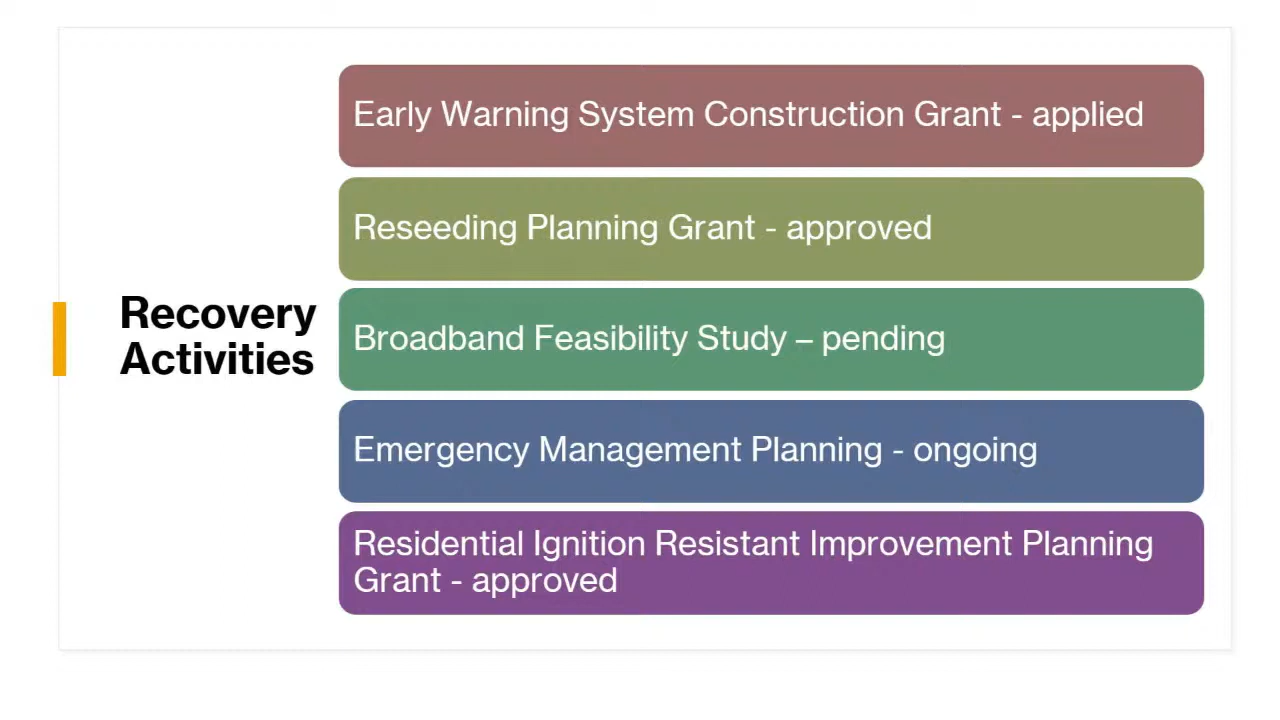 Recovery
Activities
Early Warning System Construction Grant - applied
Reseeding Planning Grant - approved
Broadband Feasibility Study – pending
Emergency Management Planning - ongoing
Residential Ignition Resistant Improvement Planning
Grant - approved